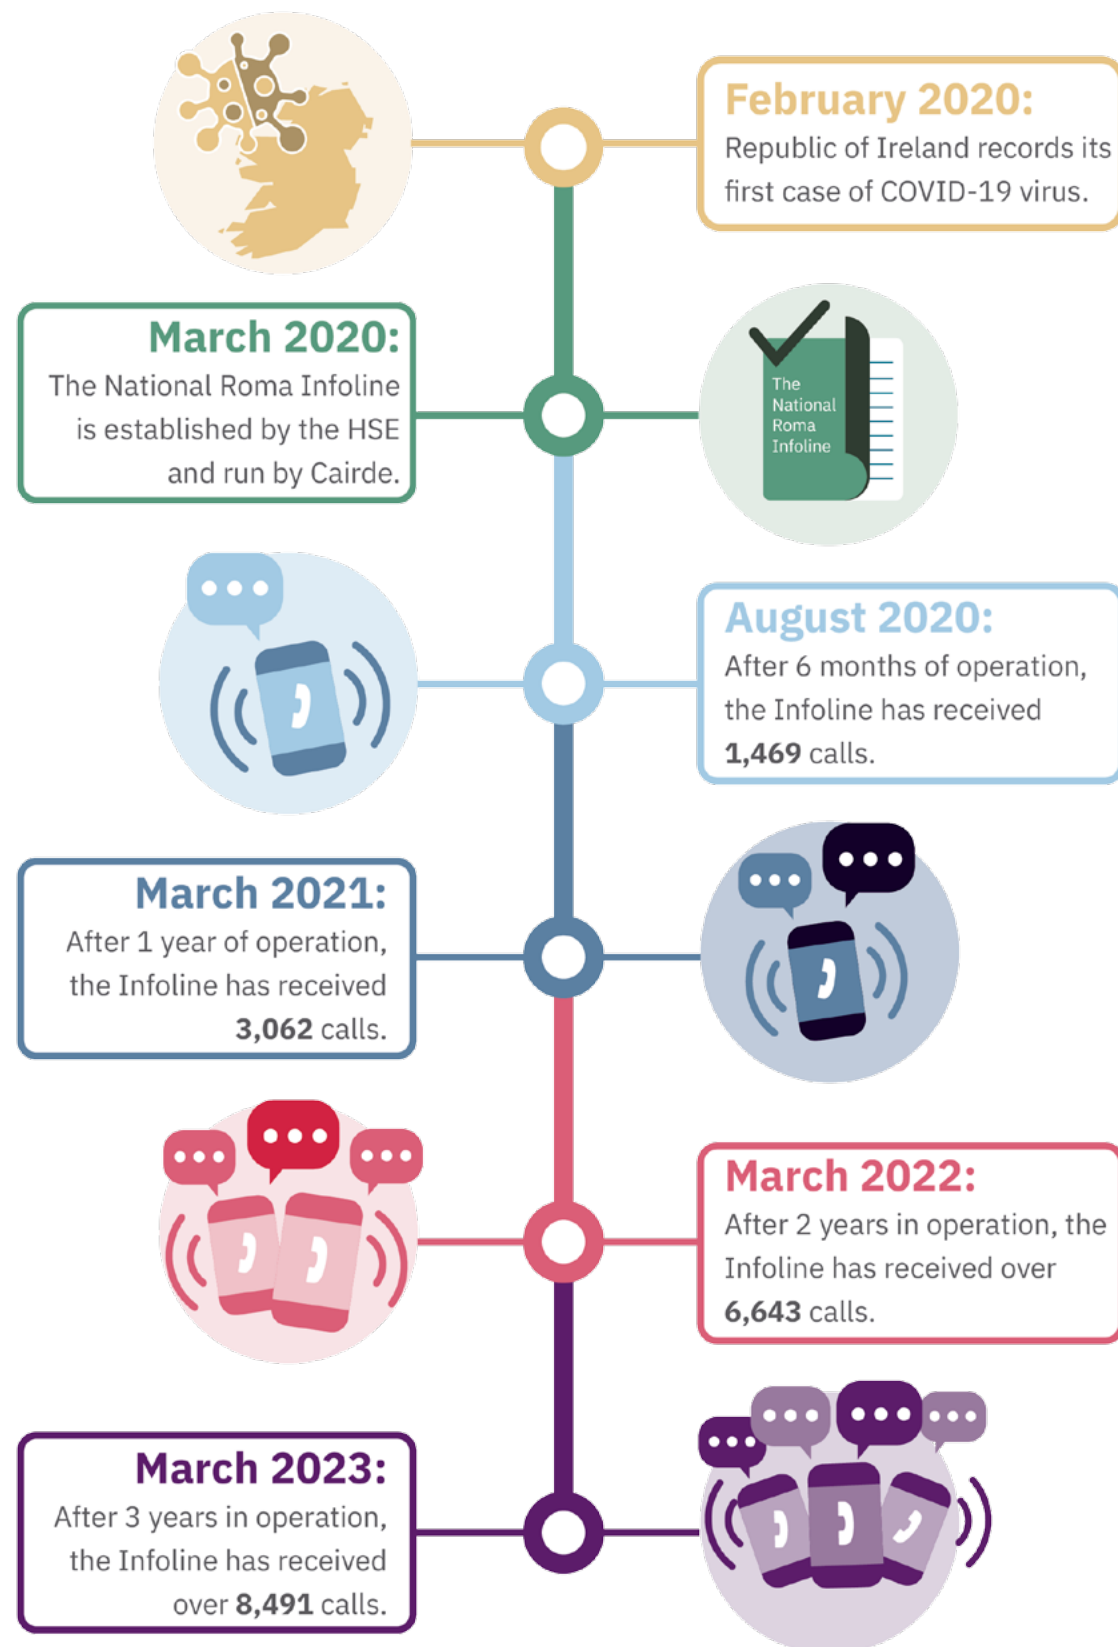 February 2020:
Republic of Ireland records its
first case of COVID-19 virus.
March 2020:
The National Roma Infoline
is established by the HSE
and run by Cairde.
The
National
Roma
Infoline
August 2020:
After 6 months of operation,
the Infoline has received
1,469 calls.
March 2021:
After 1 year of operation,
the Infoline has received
3,062 calls.
March 2022:
After 2 years in operation, the
Infoline has received over
6,643 calls.
March 2023:
After 3 years in operation,
the Infoline has received
over 8,491 calls.